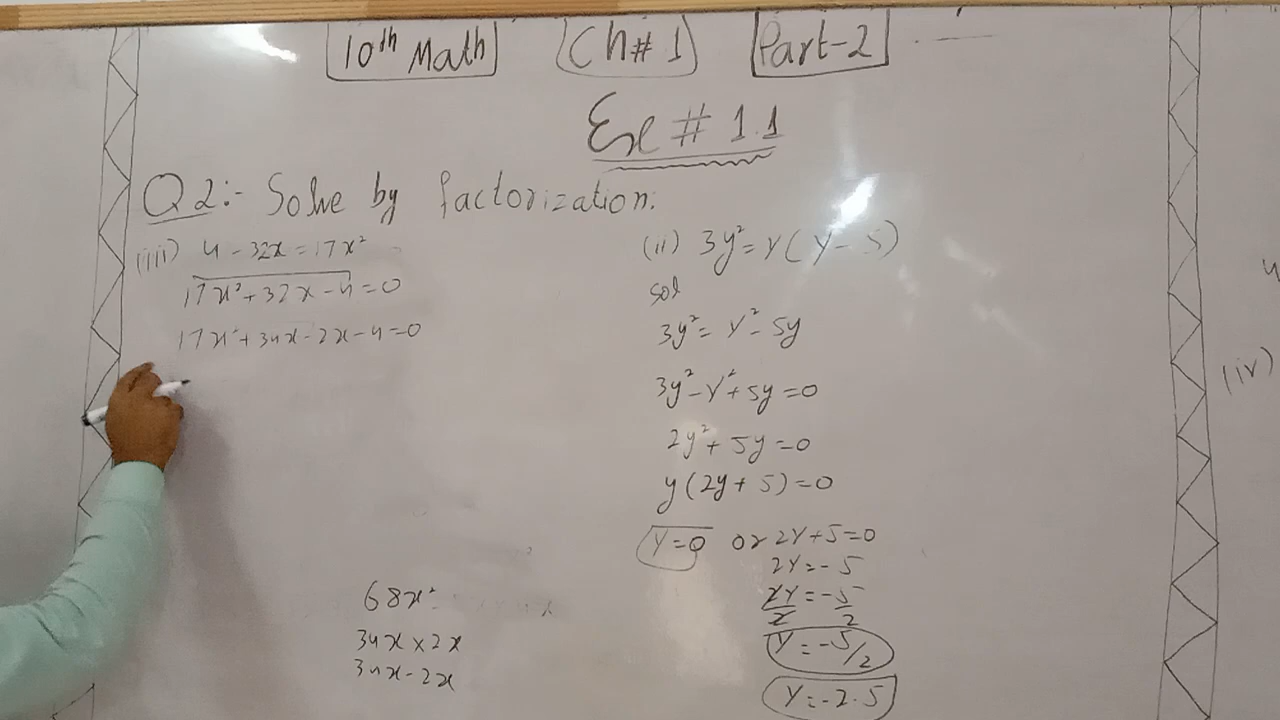 10th Math Ch# 1 Part-2
Ex # 1.1
Q2:- Solve by factorization:
(iii) 4 - 32x = 17x²
17x² + 32x - 4 = 0
17x² + 34x - 2x - 4 = 0
68x²
34x × 2x
34x - 2x
(ii) 3y² = y(y - 5)
sol
3y² = y² - 5y
3y² - y² + 5y = 0
2y² + 5y = 0
y(2y + 5) = 0
y = 0 or 2y + 5 = 0
2y = -5
2y/2 = -5/2
y = -5/2
y = -2.5
(iv)